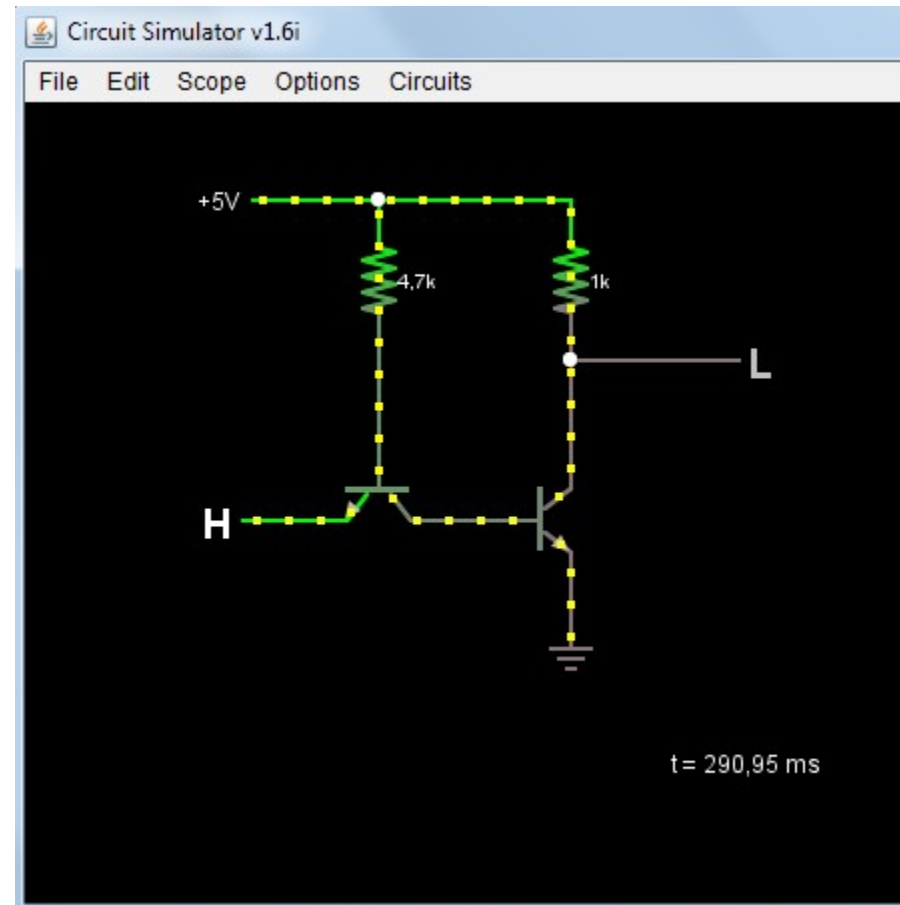 Circuit Simulator v1.6i
File Edit Scope Options Circuits
+5V
4,7k
1k
L
H
t = 290,95 ms